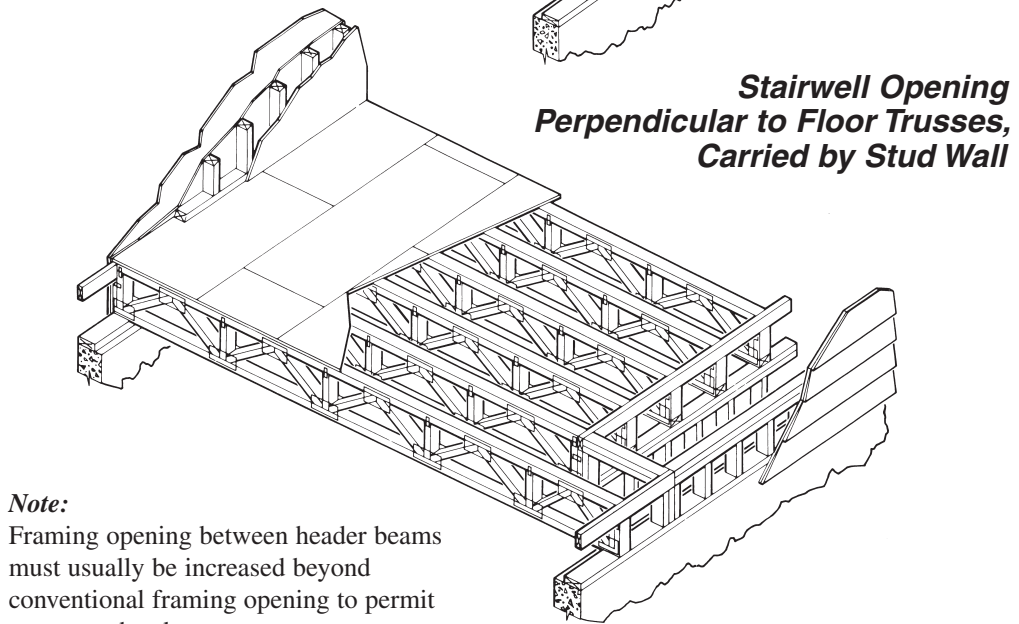 Stairwell Opening
Perpendicular to Floor Trusses,
Carried by Stud Wall
Note:
Framing opening between header beams
must usually be increased beyond
conventional framing opening to permit